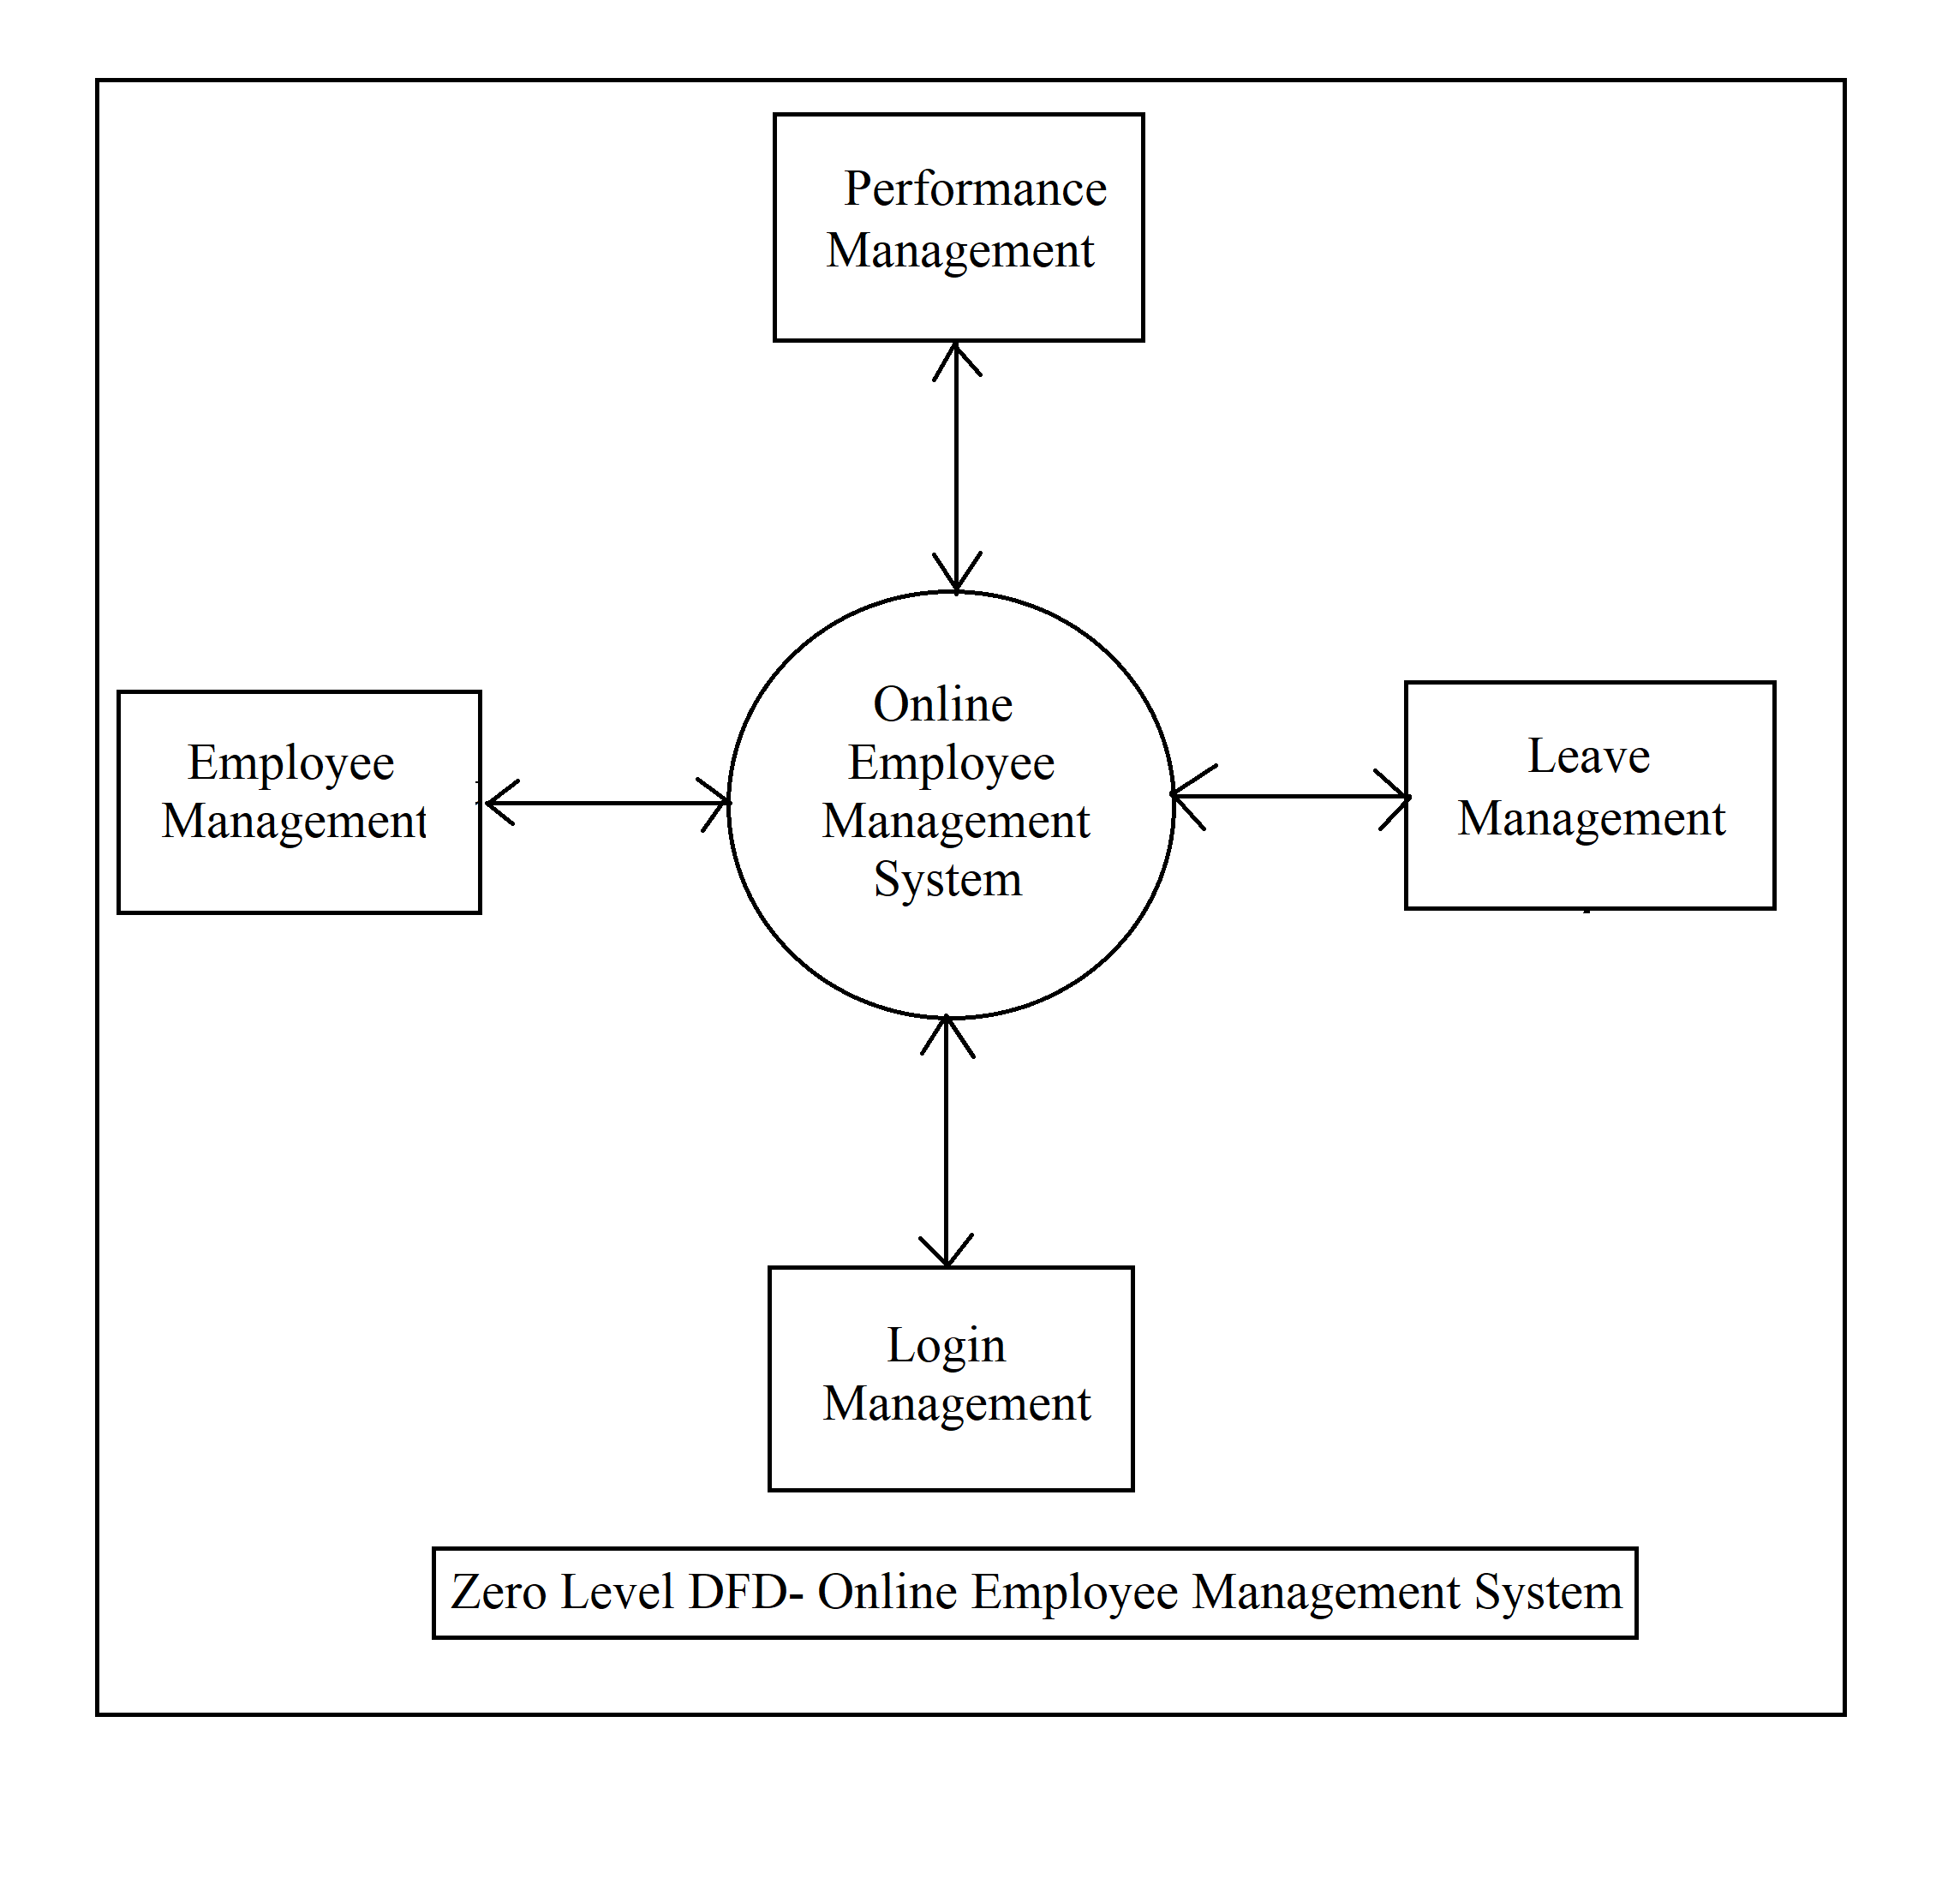 Performance
Management
Employee
Management
Online
Employee
Management
System
Leave
Management
Login
Management
Zero Level DFD- Online Employee Management System